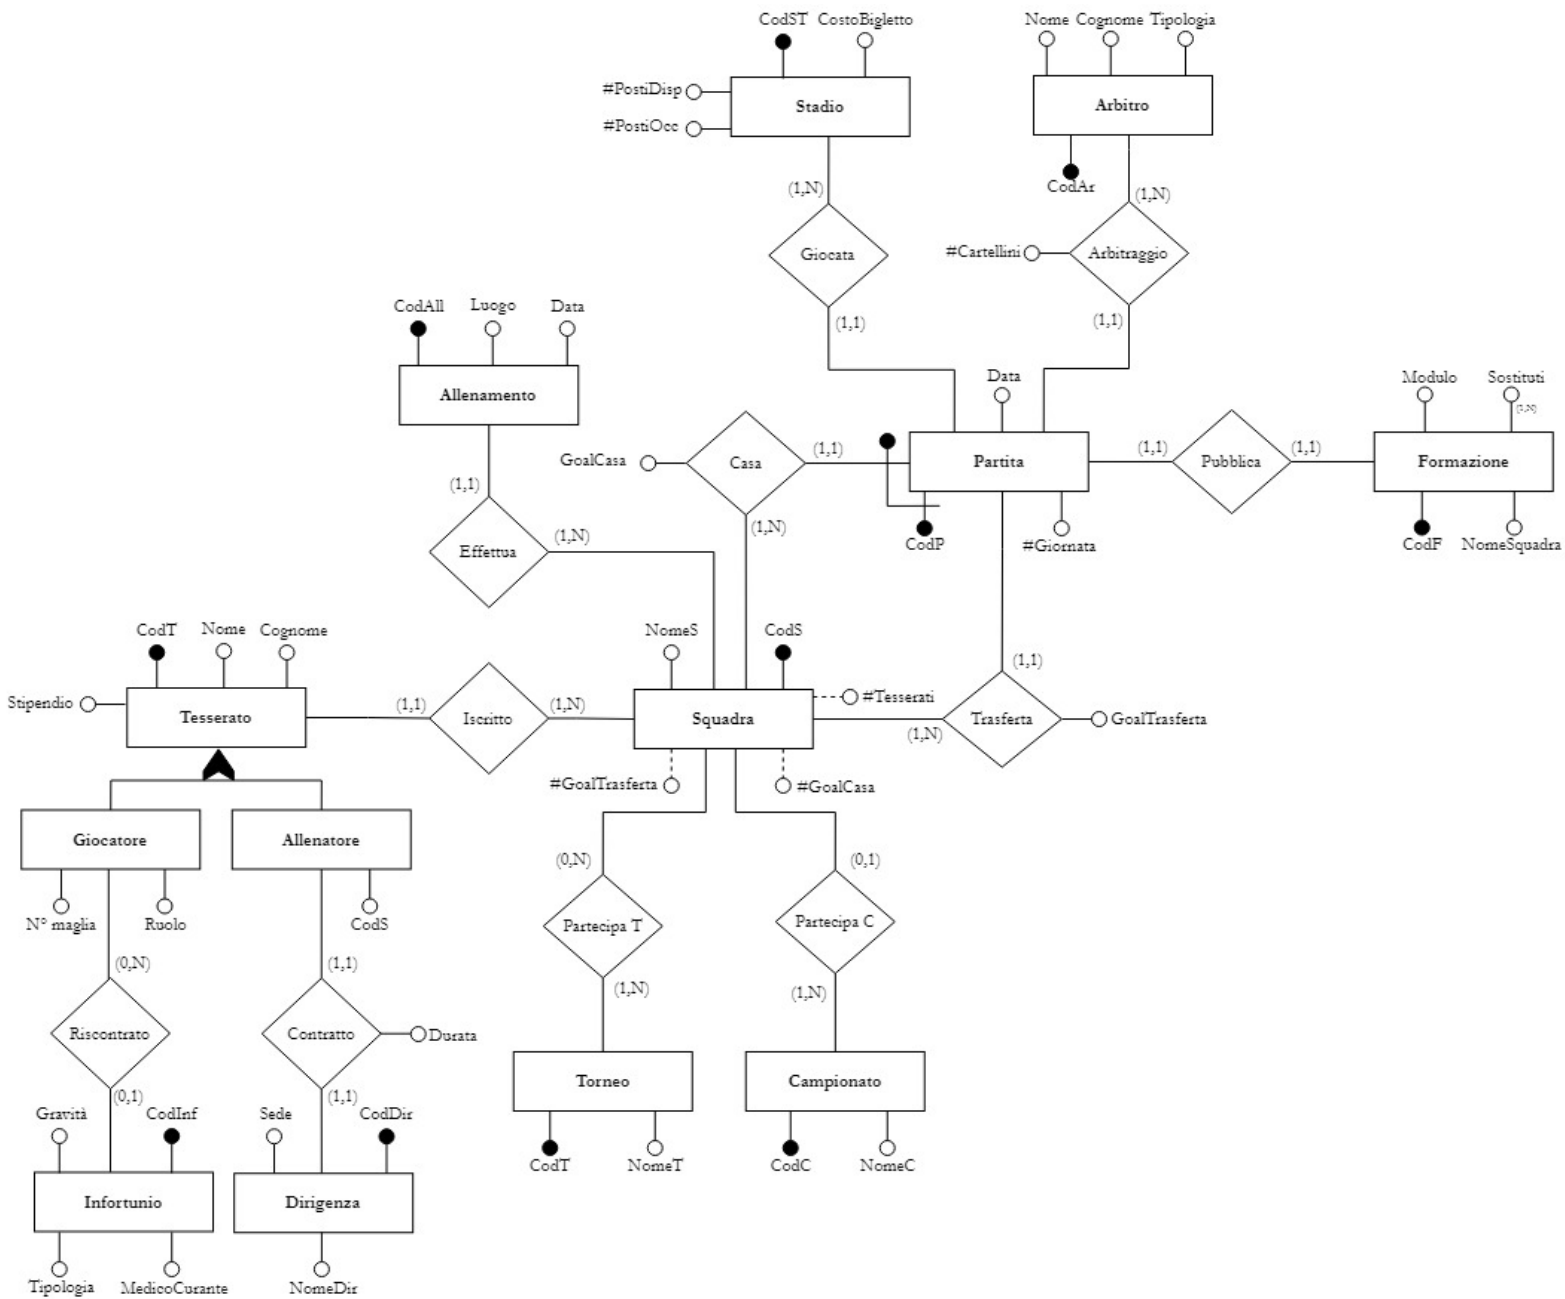 CodST CostoBigletto
Nome Cognome Tipologia
#PostiDisp
#PostiOcc
Stadio
Arbitro
CodAr
(1,N)
(1,N)
Giocata
#Cartellini
Arbitraggio
(1,1)
(1,1)
CodAll Luogo Data
Allenamento
Data
Modulo Sostituti
(1,N)
GoalCasa
Casa
(1,1)
Partita
(1,1)
Pubblica
(1,1)
Formazione
(1,1)
(1,N)
CodP
#Giornata
CodF
NomeSquadra
Effettua
(1,N)
CodT Nome Cognome
NomeS
CodS
(1,1)
Stipendio
Tesserato
(1,1)
Iscritto
(1,N)
Squadra
#Tesserati
(1,N)
Trasferta
GoalTrasferta
#GoalTrasferta
#GoalCasa
Giocatore
Allenatore
(0,N)
(0,1)
N° maglia
Ruolo
CodS
Partecipa T
Partecipa C
(0,N)
(1,1)
(1,N)
(1,N)
Riscontrato
Contratto
Durata
(0,1)
(1,1)
Torneo
Campionato
Gravità
CodInf
Sede
CodDir
CodT
NomeT
CodC
NomeC
Infortunio
Dirigenza
Tipologia
MedicoCurante
NomeDir